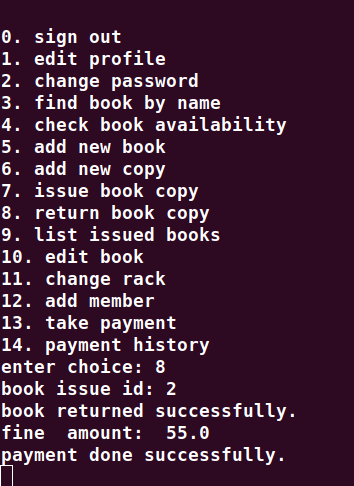 0. sign out
1. edit profile
2. change password
3. find book by name
4. check book availability
5. add new book
6. add new copy
7. issue book copy
8. return book copy
9. list issued books
10. edit book
11. change rack
12. add member
13. take payment
14. payment history
enter choice: 8
book issue id: 2
book returned successfully.
fine  amount:  55.0
payment done successfully.